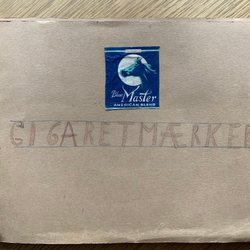 Blue
Master
AMERICAN BLEND
CIGARETMÆRKER